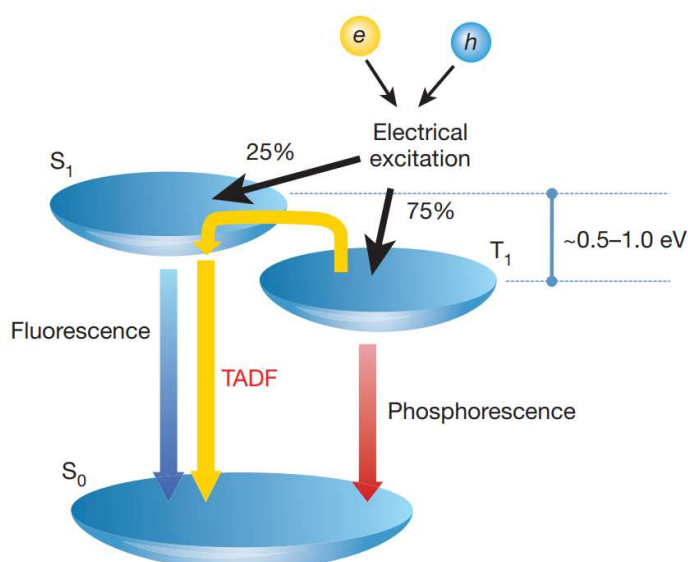 e
h
Electrical
excitation
25%
S₁
75%
T₁
~0.5–1.0 eV
Fluorescence
TADF
Phosphorescence
S₀